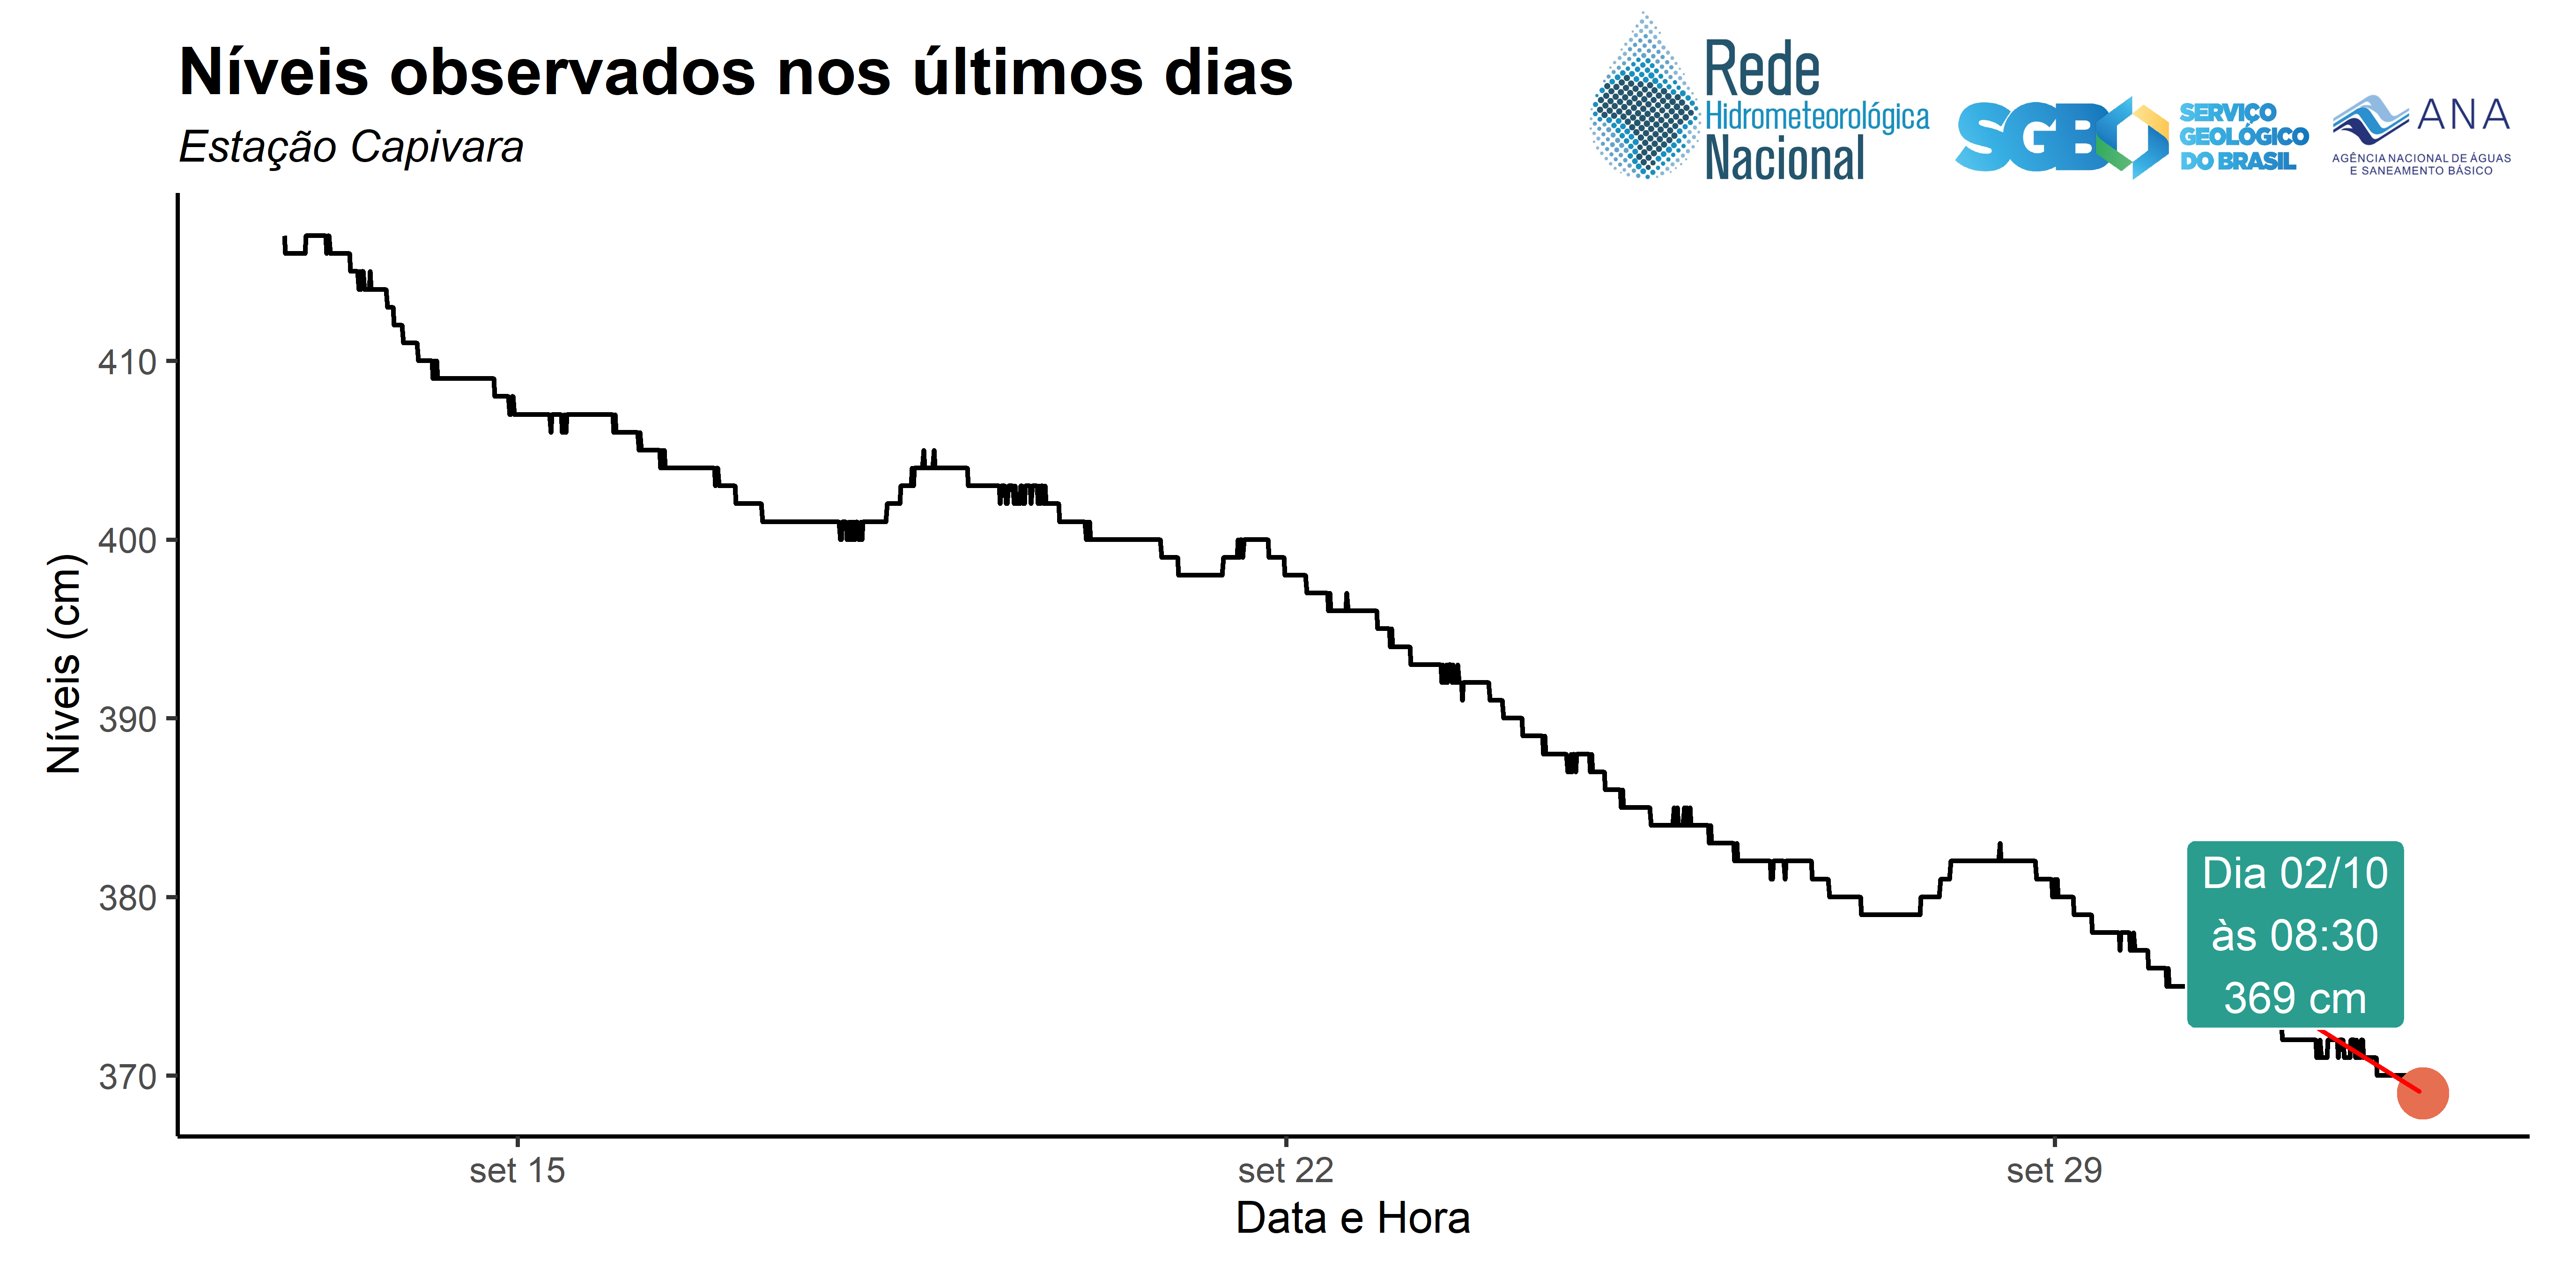 Níveis observados nos últimos dias
Estação Capivara
Rede
Hidrometeorológica
Nacional
SGB
SERVIÇO
GEOLÓGICO
DO BRASIL
ANA
AGÊNCIA NACIONAL DE ÁGUAS
E SANEAMENTO BÁSICO
Níveis (cm)
410
400
390
380
370
Dia 02/10
às 08:30
369 cm
set 15
set 22
set 29
Data e Hora